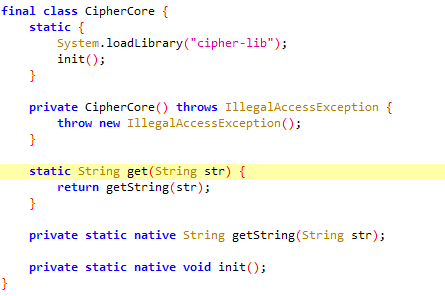 final class CipherCore {
    static {
        System.loadLibrary("cipher-lib");
        init();
    }

    private CipherCore() throws IllegalAccessException {
        throw new IllegalAccessException();
    }

    static String get(String str) {
        return getString(str);
    }

    private static native String getString(String str);

    private static native void init();
}